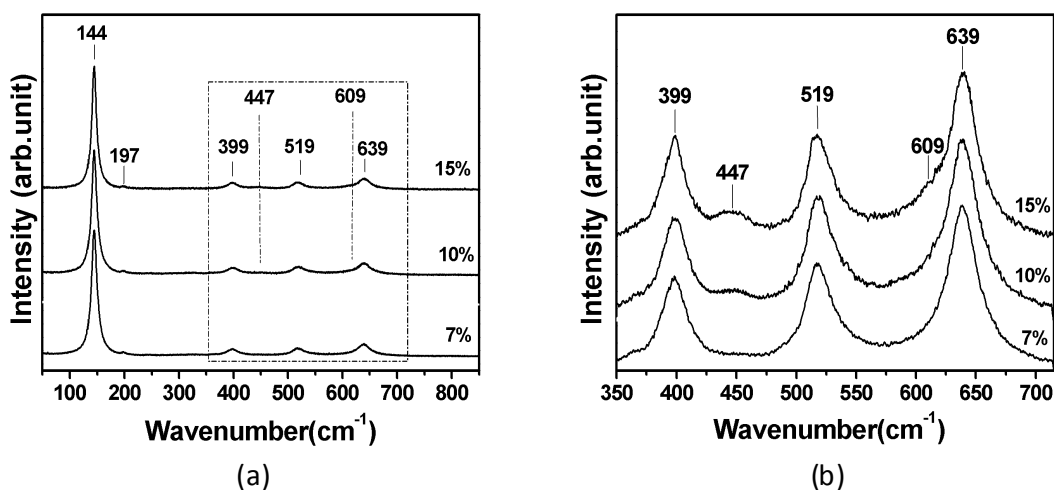 144
447
609
197
399
519
639
15%
10%
7%
Intensity (arb.unit)
100 200 300 400 500 600 700 800
Wavenumber(cm⁻¹)
(a)
639
519
399
609
447
15%
10%
7%
Intensity (arb.unit)
350 400 450 500 550 600 650 700
Wavenumber(cm⁻¹)
(b)